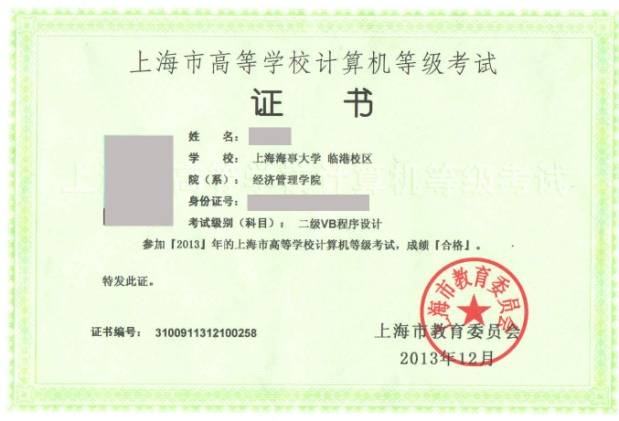 上海市高等学校计算机等级考试
证 书
姓 名：
学 校： 上海海事大学 临港校区
院（系）： 经济管理学院
身份证号：
考试级别（科目）： 二级VB程序设计
参加『2013』年的上海市高等学校计算机等级考试，成绩『合格』。
特发此证。
上海市教育委员会
证书编号： 3100911312100258
上海市教育委员会
2013年12月